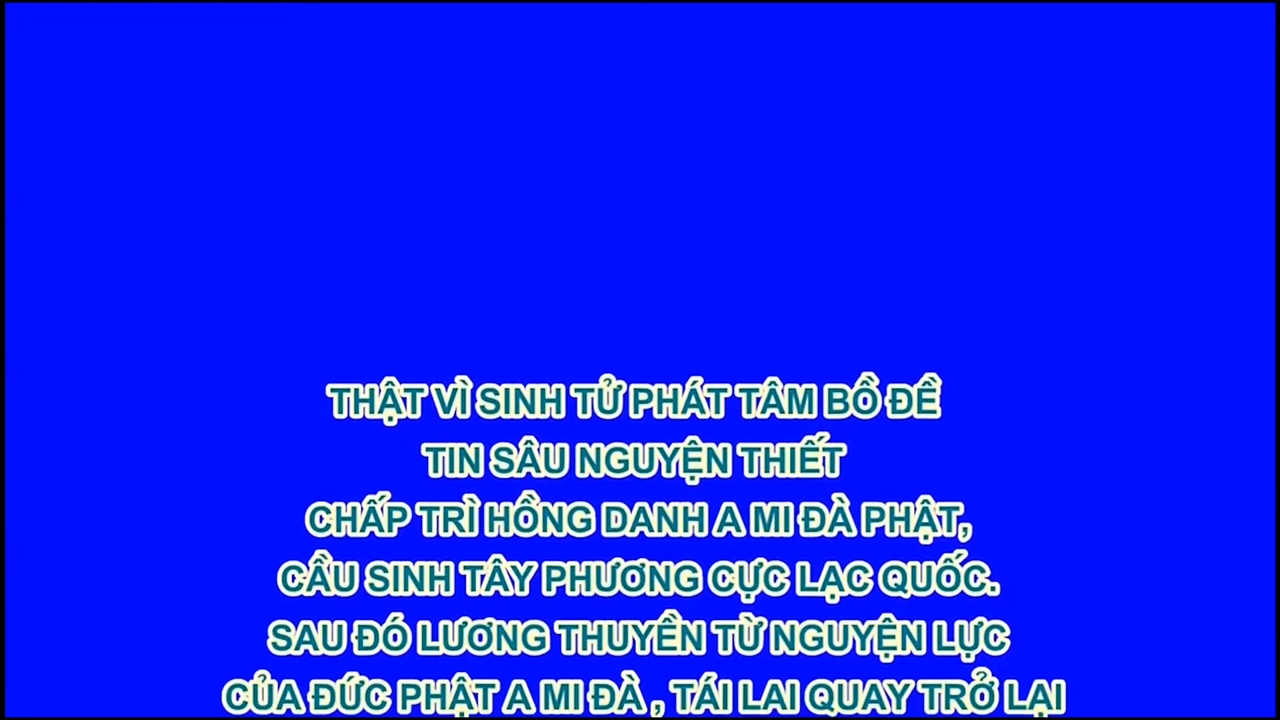 THẬT VÌ SINH TỬ PHÁT TÂM BỒ ĐỀ
TIN SÂU NGUYỆN THIẾT
CHẤP TRÌ HỒNG DANH A MI ĐÀ PHẬT,
CẦU SINH TÂY PHƯƠNG CỰC LẠC QUỐC.
SAU ĐÓ LƯƠNG THUYỀN TỪ NGUYỆN LỰC
CỦA ĐỨC PHẬT A MI ĐÀ , TÁI LAI QUAY TRỞ LẠI